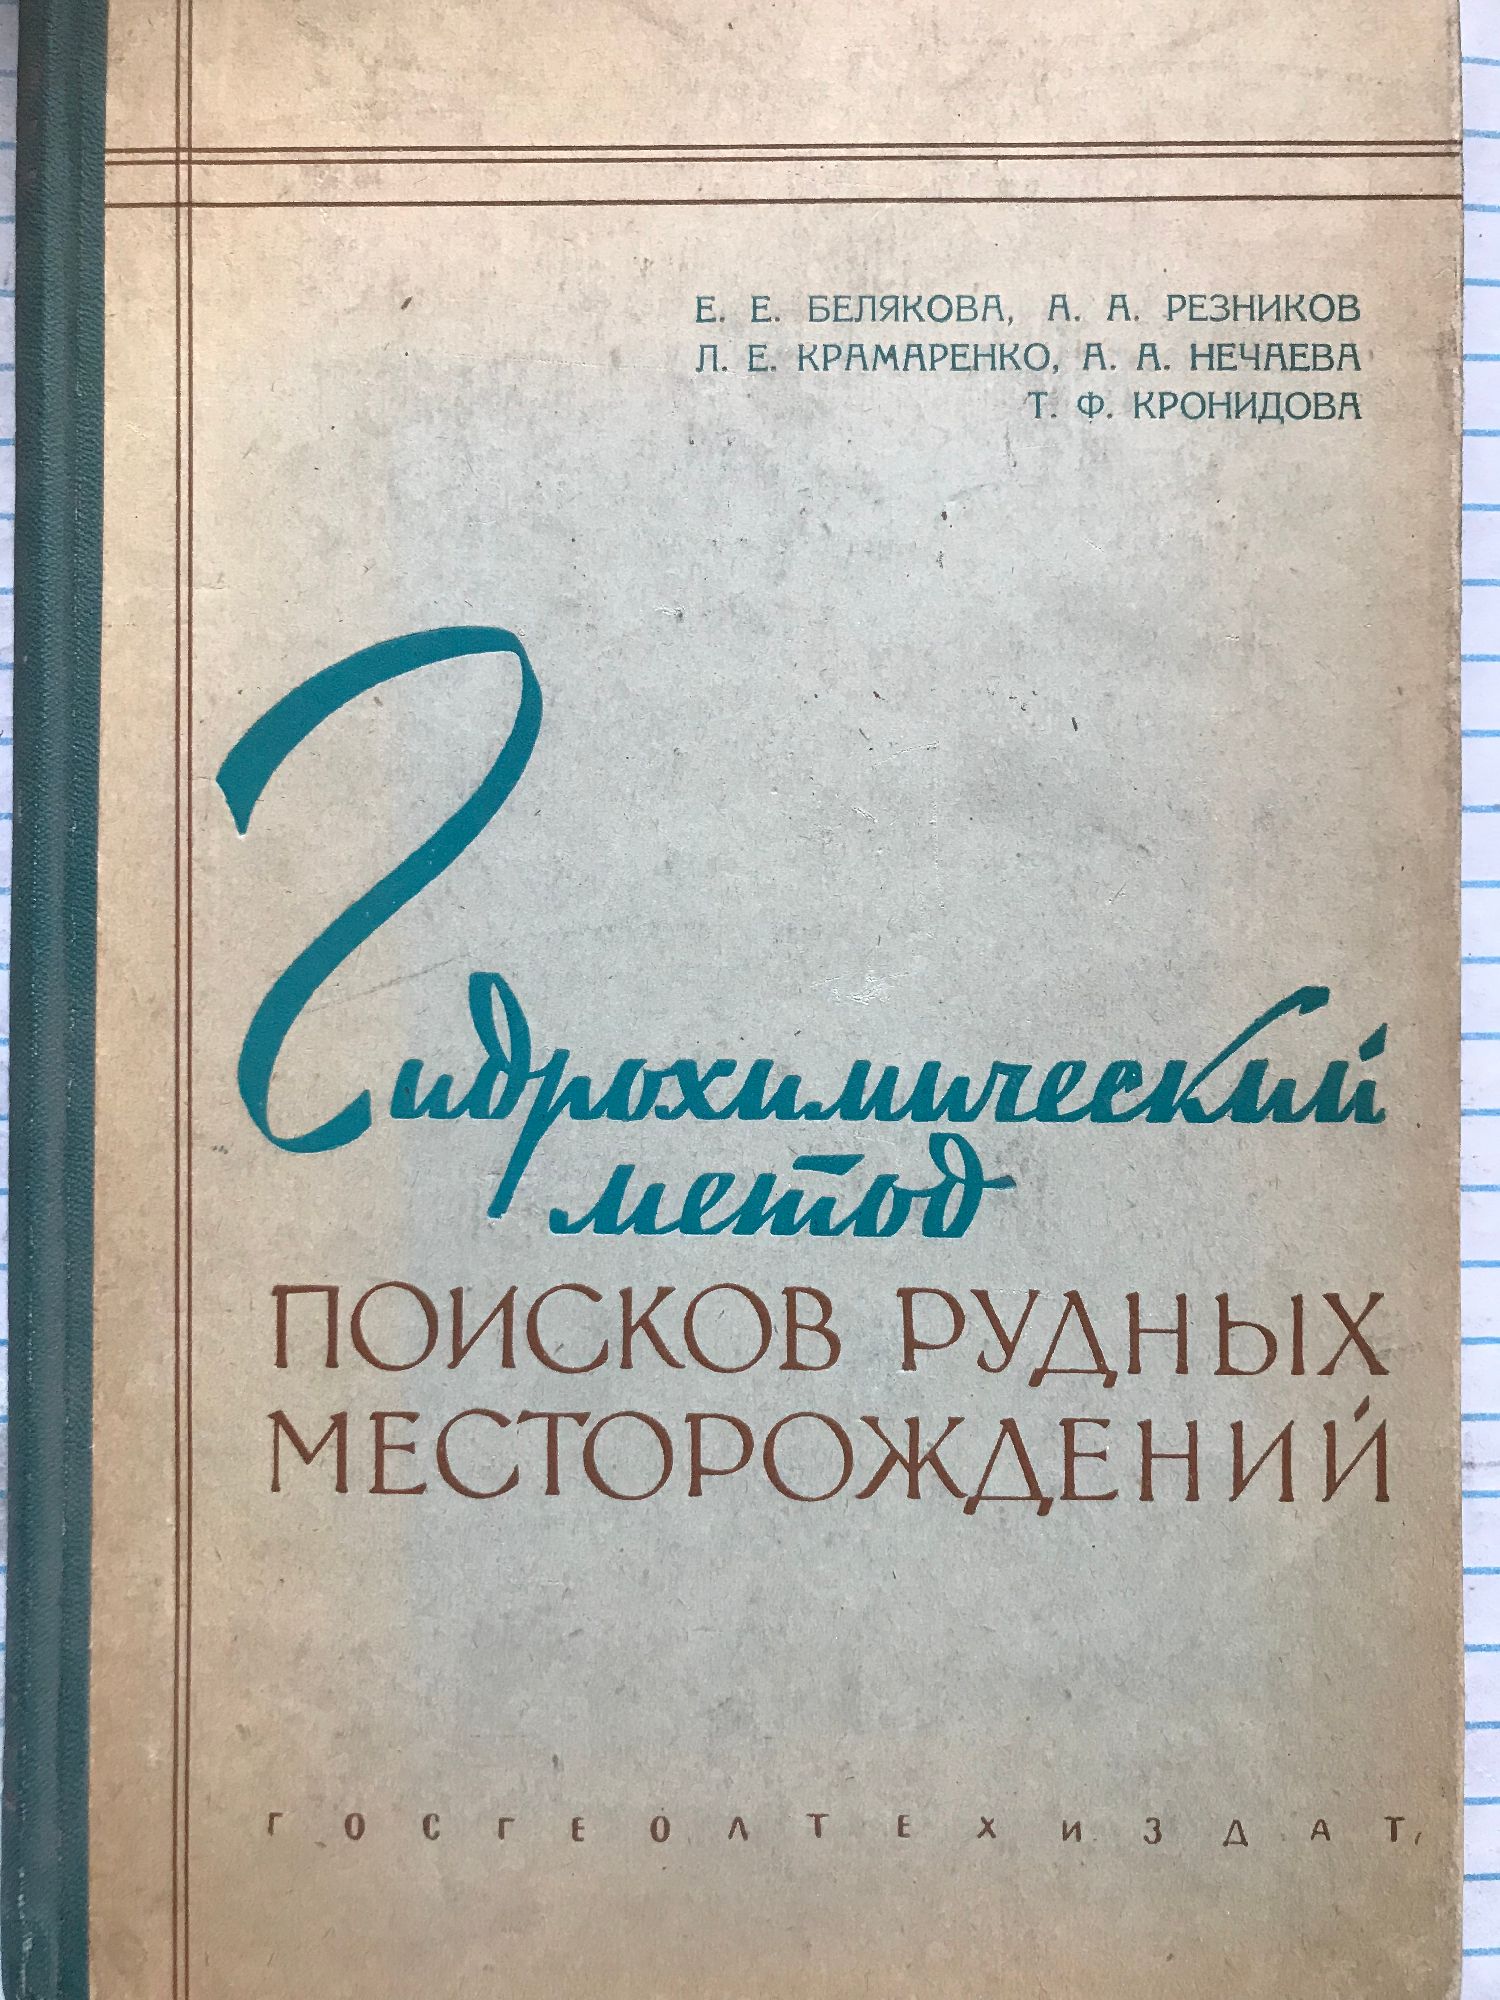 Е. Е. БЕЛЯКОВА, А. А. РЕЗНИКОВ
Л. Е. КРАМАРЕНКО, А. А. НЕЧАЕВА
Т. Ф. КРОНИДОВА
Гидрохимический
метод
ПОИСКОВ РУДНЫХ
МЕСТОРОЖДЕНИЙ
ГОСГЕОЛТЕХИЗДАТ